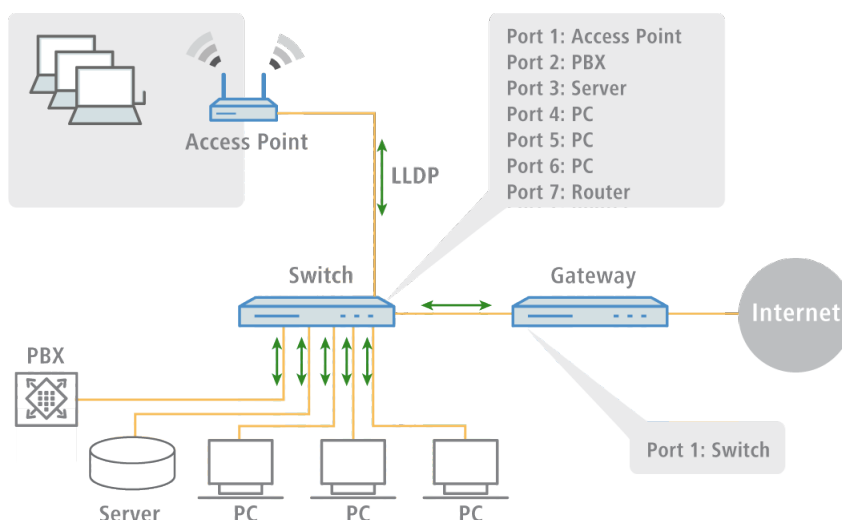 Port 1: Access Point
Port 2: PBX
Port 3: Server
Port 4: PC
Port 5: PC
Port 6: PC
Port 7: Router
Access Point
LLDP
Switch
Gateway
Internet
PBX
Port 1: Switch
Server
PC
PC
PC